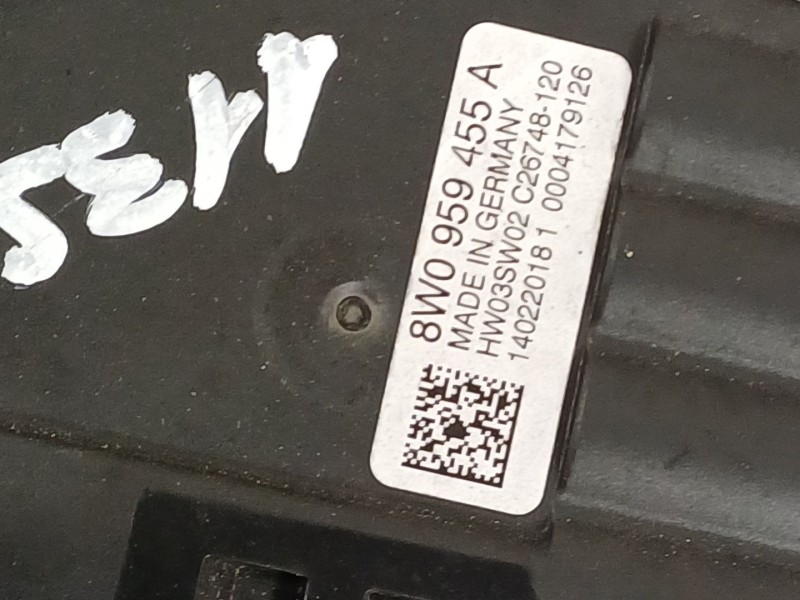 8W0 959 455 A
MADE IN GERMANY
HW03SW02 C26748-120
14022018 1 0004179126